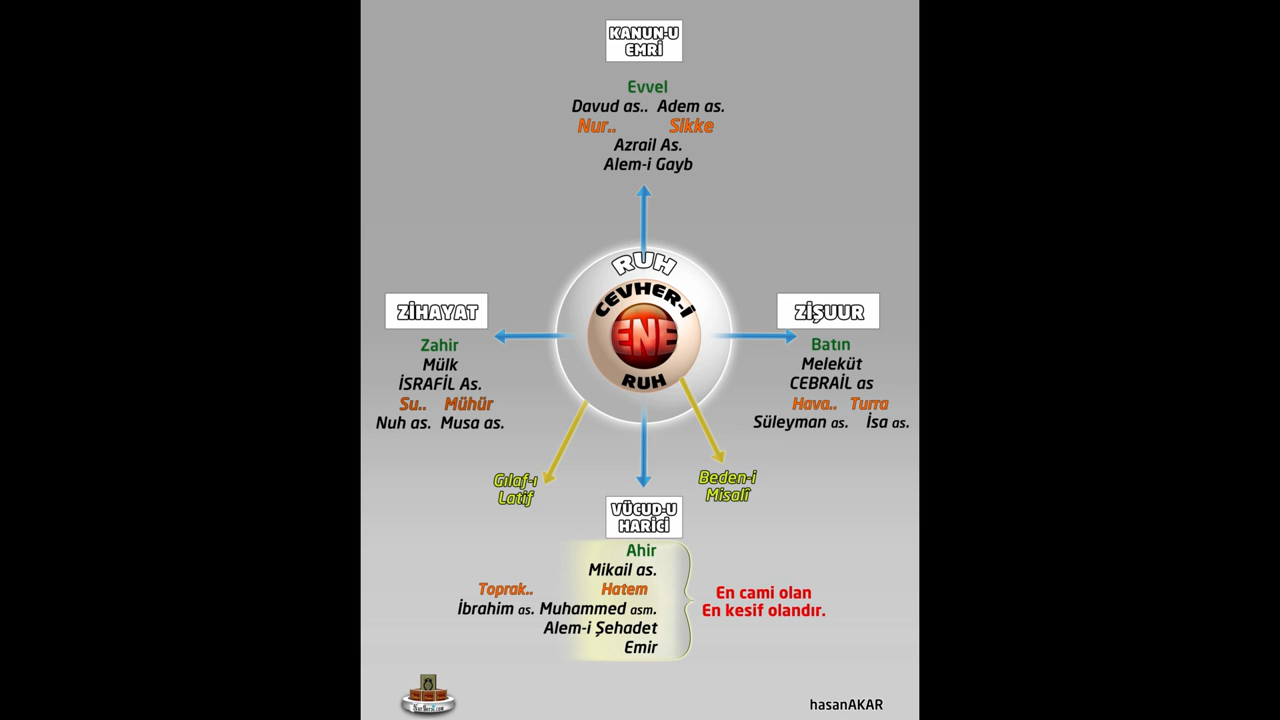 KANUN-U
EMRİ
Evvel
Davud as.. Adem as.
Nur.. Sikke
Azrail As.
Alem-i Gayb
RUH
CEVHER-İ
ENE
RUH
ZİHAYAT
Zahir
Mülk
İSRAFİL As.
Su.. Mühür
Nuh as. Musa as.
ZİŞUUR
Batın
Meleküt
CEBRAİL as
Hava.. Turra
Süleyman as. İsa as.
Gılaf-ı
Latif
Beden-i
Misalî
VÜCUD-U
HARİCİ
Ahir
Mikail as.
Toprak.. Hatem
İbrahim as. Muhammed asm.
Alem-i Şehadet
Emir
En cami olan
En kesif olandır.
hasanAKAR